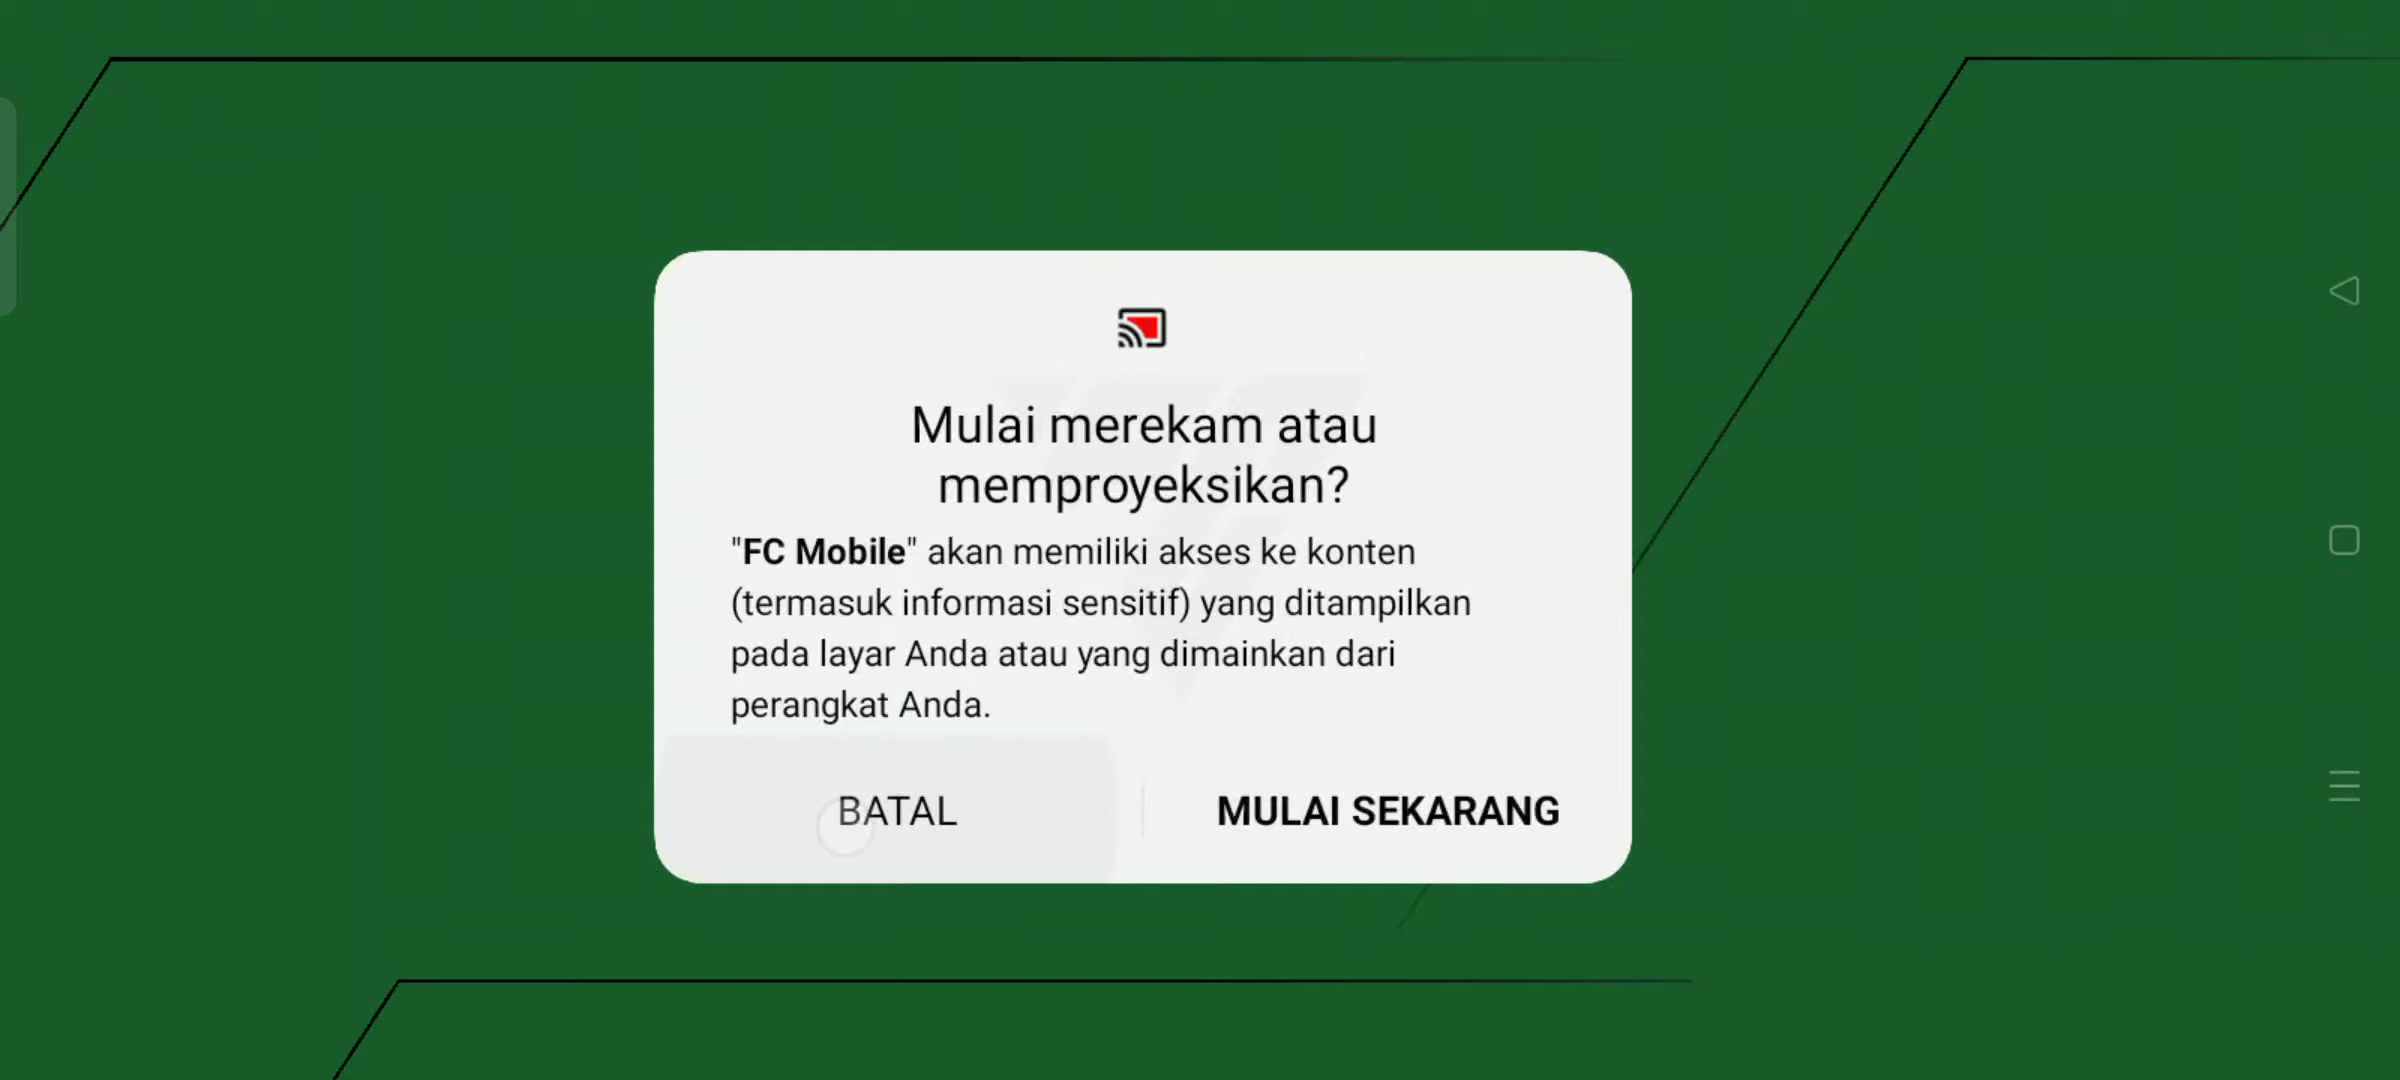 Mulai merekam atau
memproyeksikan?
"FC Mobile" akan memiliki akses ke konten
(termasuk informasi sensitif) yang ditampilkan
pada layar Anda atau yang dimainkan dari
perangkat Anda.
BATAL
MULAI SEKARANG